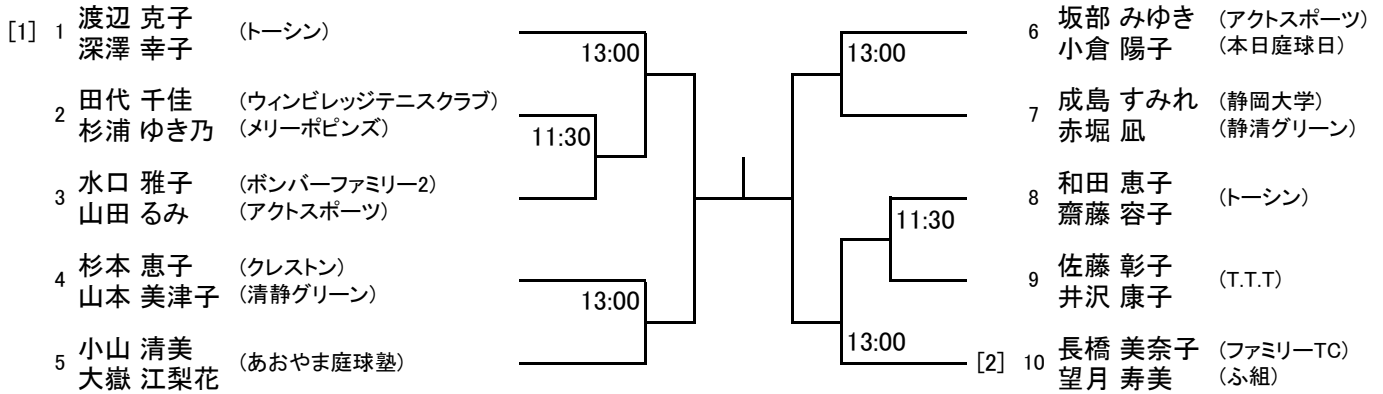 [1] 1 渡辺 克子 (トーシン)
深澤 幸子
13:00
2 田代 千佳 (ウィンビレッジテニスクラブ)
杉浦 ゆき乃 (メリーポピンズ)
11:30
3 水口 雅子 (ボンバーファミリー2)
山田 るみ (アクトスポーツ)
4 杉本 恵子 (クレストン)
山本 美津子 (清静グリーン)
13:00
5 小山 清美 (あおやま庭球塾)
大嶽 江梨花
6 坂部 みゆき (アクトスポーツ)
小倉 陽子 (本日庭球日)
13:00
7 成島 すみれ (静岡大学)
赤堀 凪 (静清グリーン)
8 和田 恵子 (トーシン)
齋藤 容子
11:30
9 佐藤 彰子 (T.T.T)
井沢 康子
13:00
[2] 10 長橋 美奈子 (ファミリーTC)
望月 寿美 (ふ組)